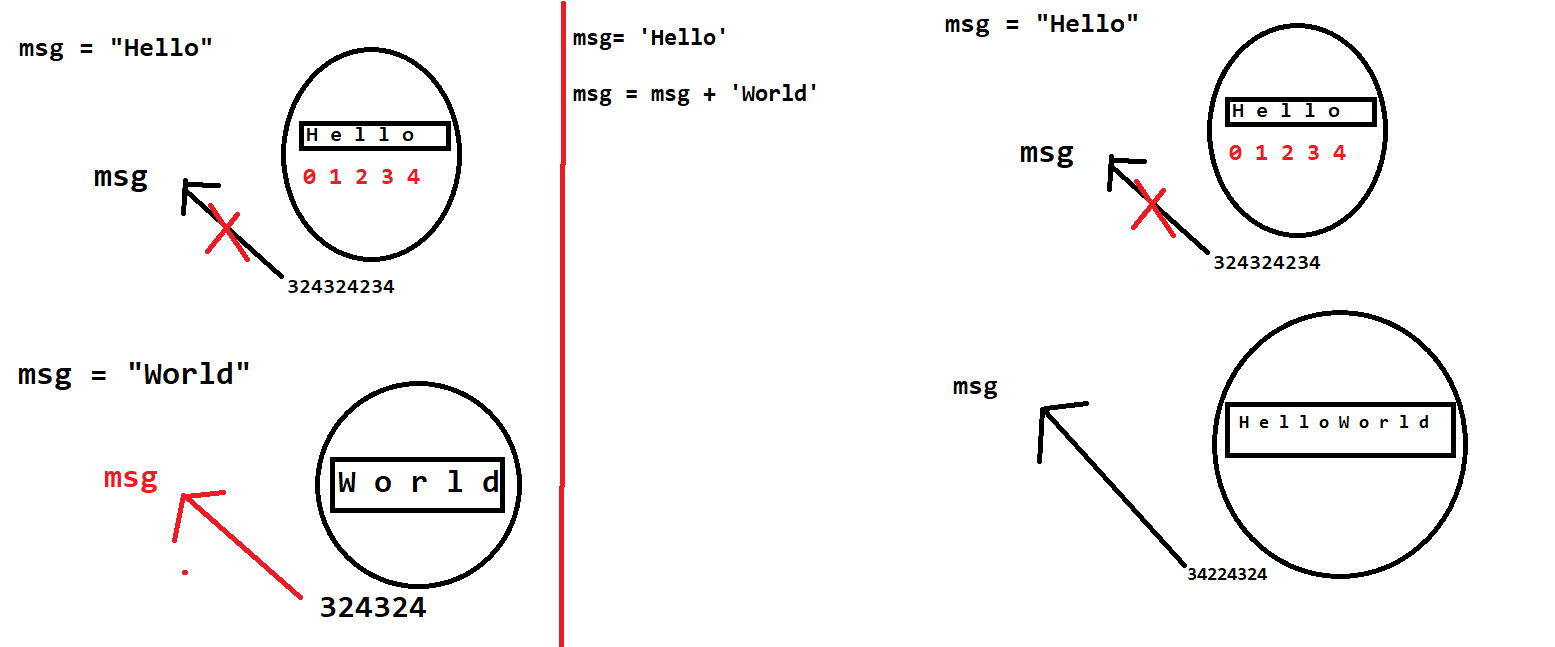 msg = "Hello"
H e l l o
0 1 2 3 4
msg
324324234
msg = "World"
msg
W o r l d
324324
msg= 'Hello'
msg = msg + 'World'
msg = "Hello"
H e l l o
0 1 2 3 4
msg
324324234
msg
H e l l o W o r l d
34224324